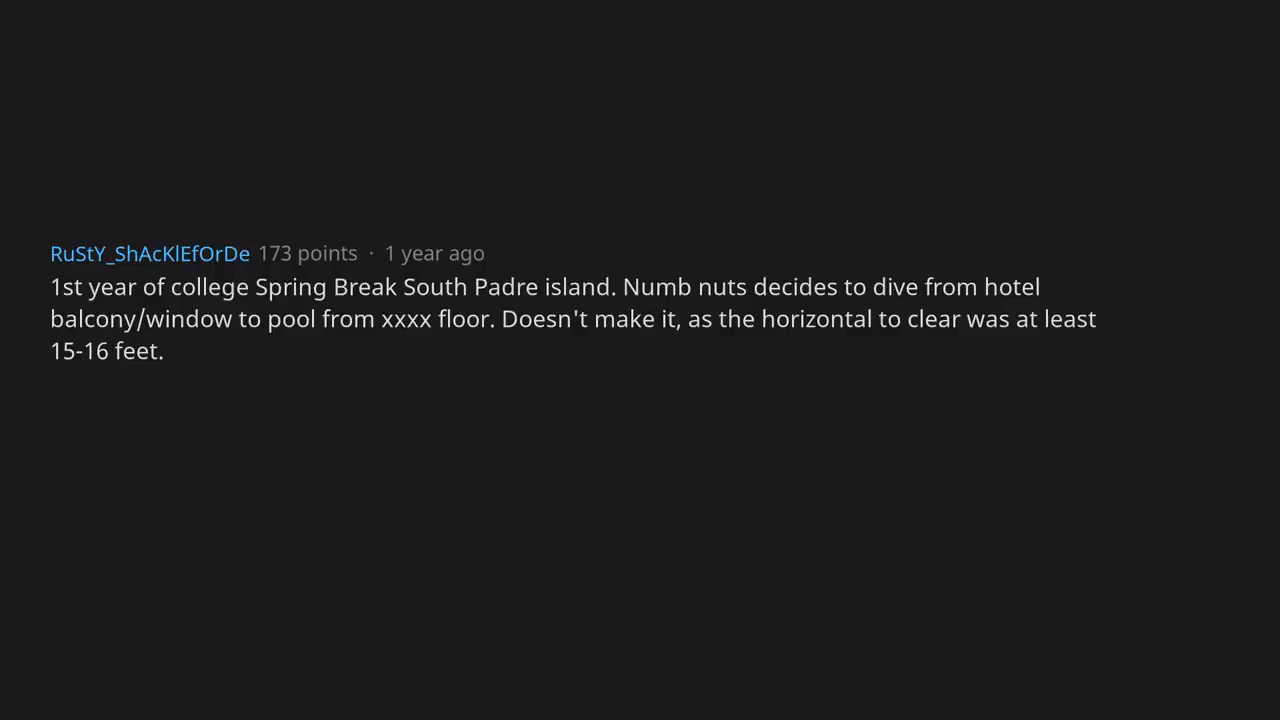 RuStY_ShAcKlEfOrDe 173 points · 1 year ago
1st year of college Spring Break South Padre island. Numb nuts decides to dive from hotel
balcony/window to pool from xxxx floor. Doesn't make it, as the horizontal to clear was at least
15-16 feet.